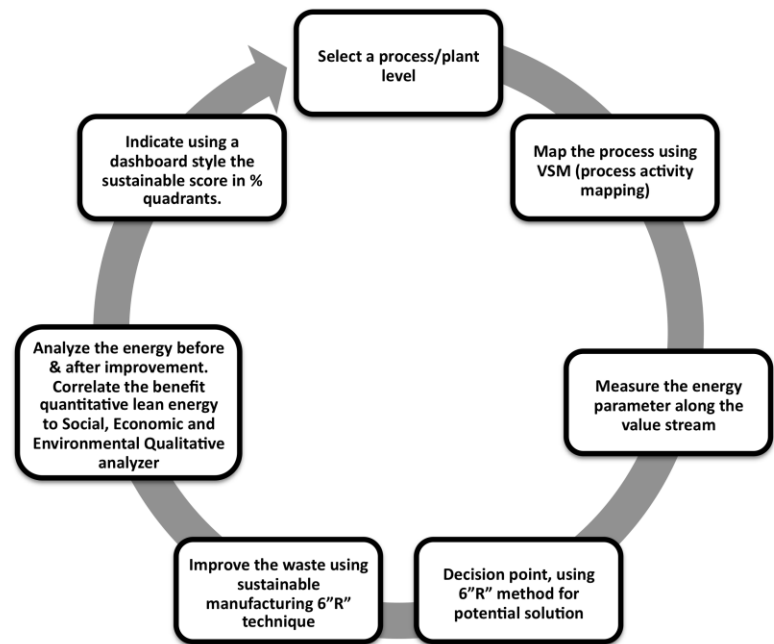 Select a process/plant
level
Map the process using
VSM (process activity
mapping)
Measure the energy
parameter along the
value stream
Decision point, using
6”R” method for
potential solution
Improve the waste using
sustainable
manufacturing 6”R”
technique
Analyze the energy before
& after improvement.
Correlate the benefit
quantitative lean energy
to Social, Economic and
Environmental Qualitative
analyzer
Indicate using a
dashboard style the
sustainable score in %
quadrants.